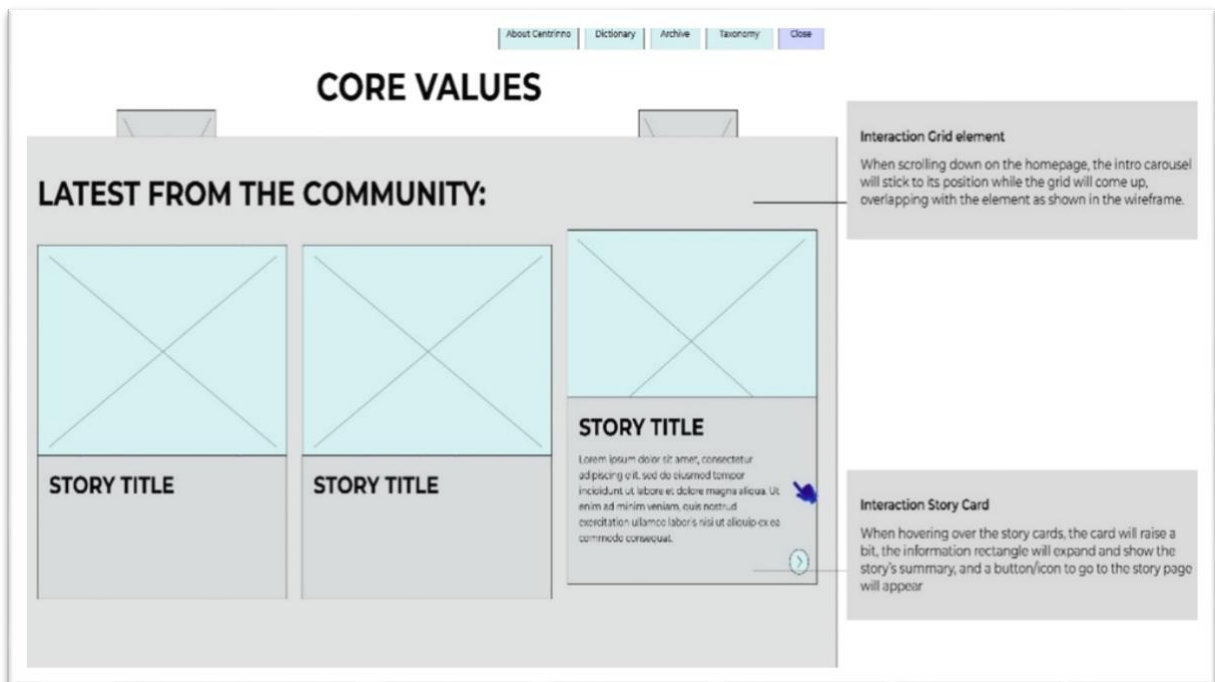 About Centrinno
Dictionary
Archive
Taxonomy
Close
CORE VALUES
LATEST FROM THE COMMUNITY:
STORY TITLE
STORY TITLE
STORY TITLE
Lorem ipsum dolor sit amet, consectetur
adipiscing elit, sed do eiusmod tempor
incididunt ut labore et dolore magna aliqua. Ut
enim ad minim veniam, quis nostrud
exercitation ullamco laboris nisi ut aliquip ex ea
commodo consequat.
Interaction Grid element
When scrolling down on the homepage, the intro carousel
will stick to its position while the grid will come up,
overlapping with the element as shown in the wireframe.
Interaction Story Card
When hovering over the story cards, the card will raise a
bit, the information rectangle will expand and show the
story's summary, and a button/icon to go to the story page
will appear